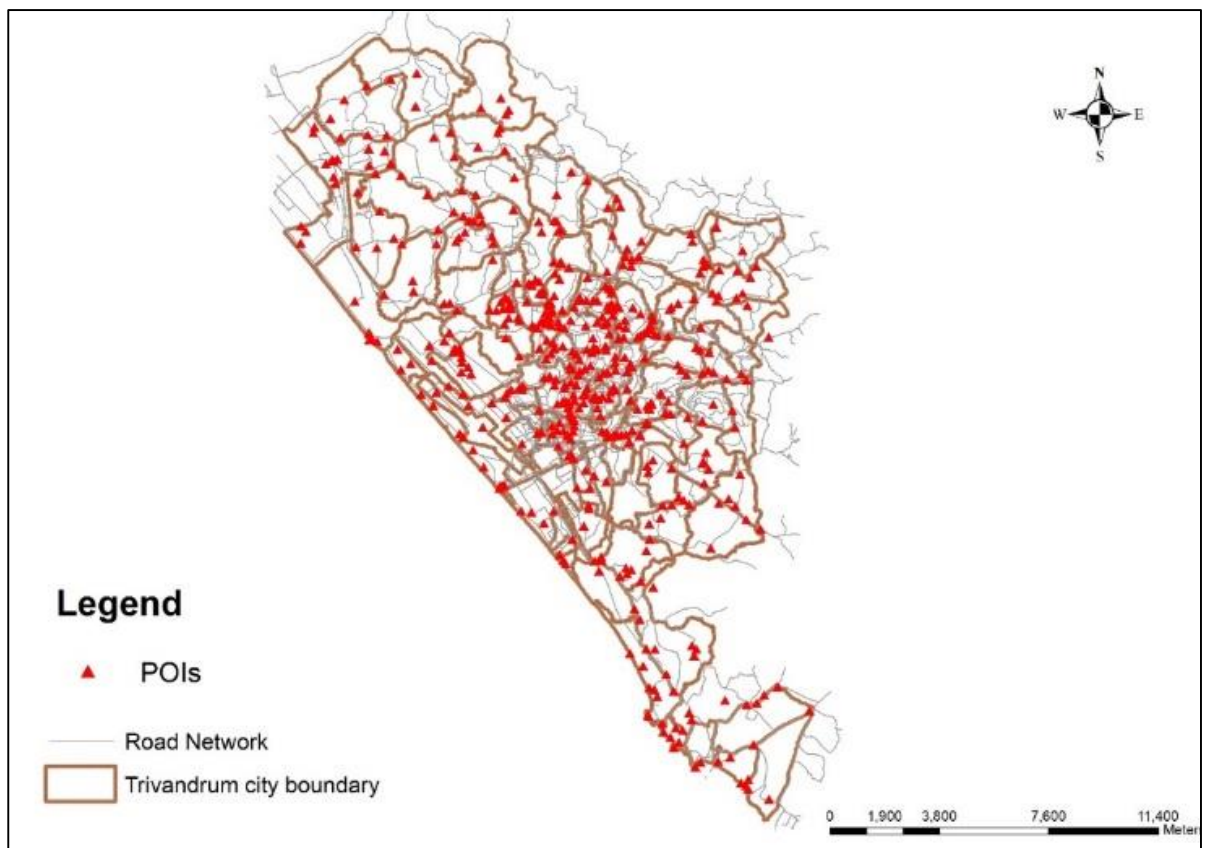 N
W E
S
Legend
POIs
Road Network
Trivandrum city boundary
0 1,900 3,800 7,600 11,400
Meter